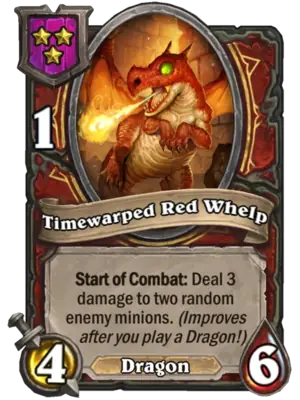 1
Timewarped Red Whelp
Start of Combat: Deal 3
damage to two random
enemy minions. (Improves
after you play a Dragon!)
4
Dragon
6